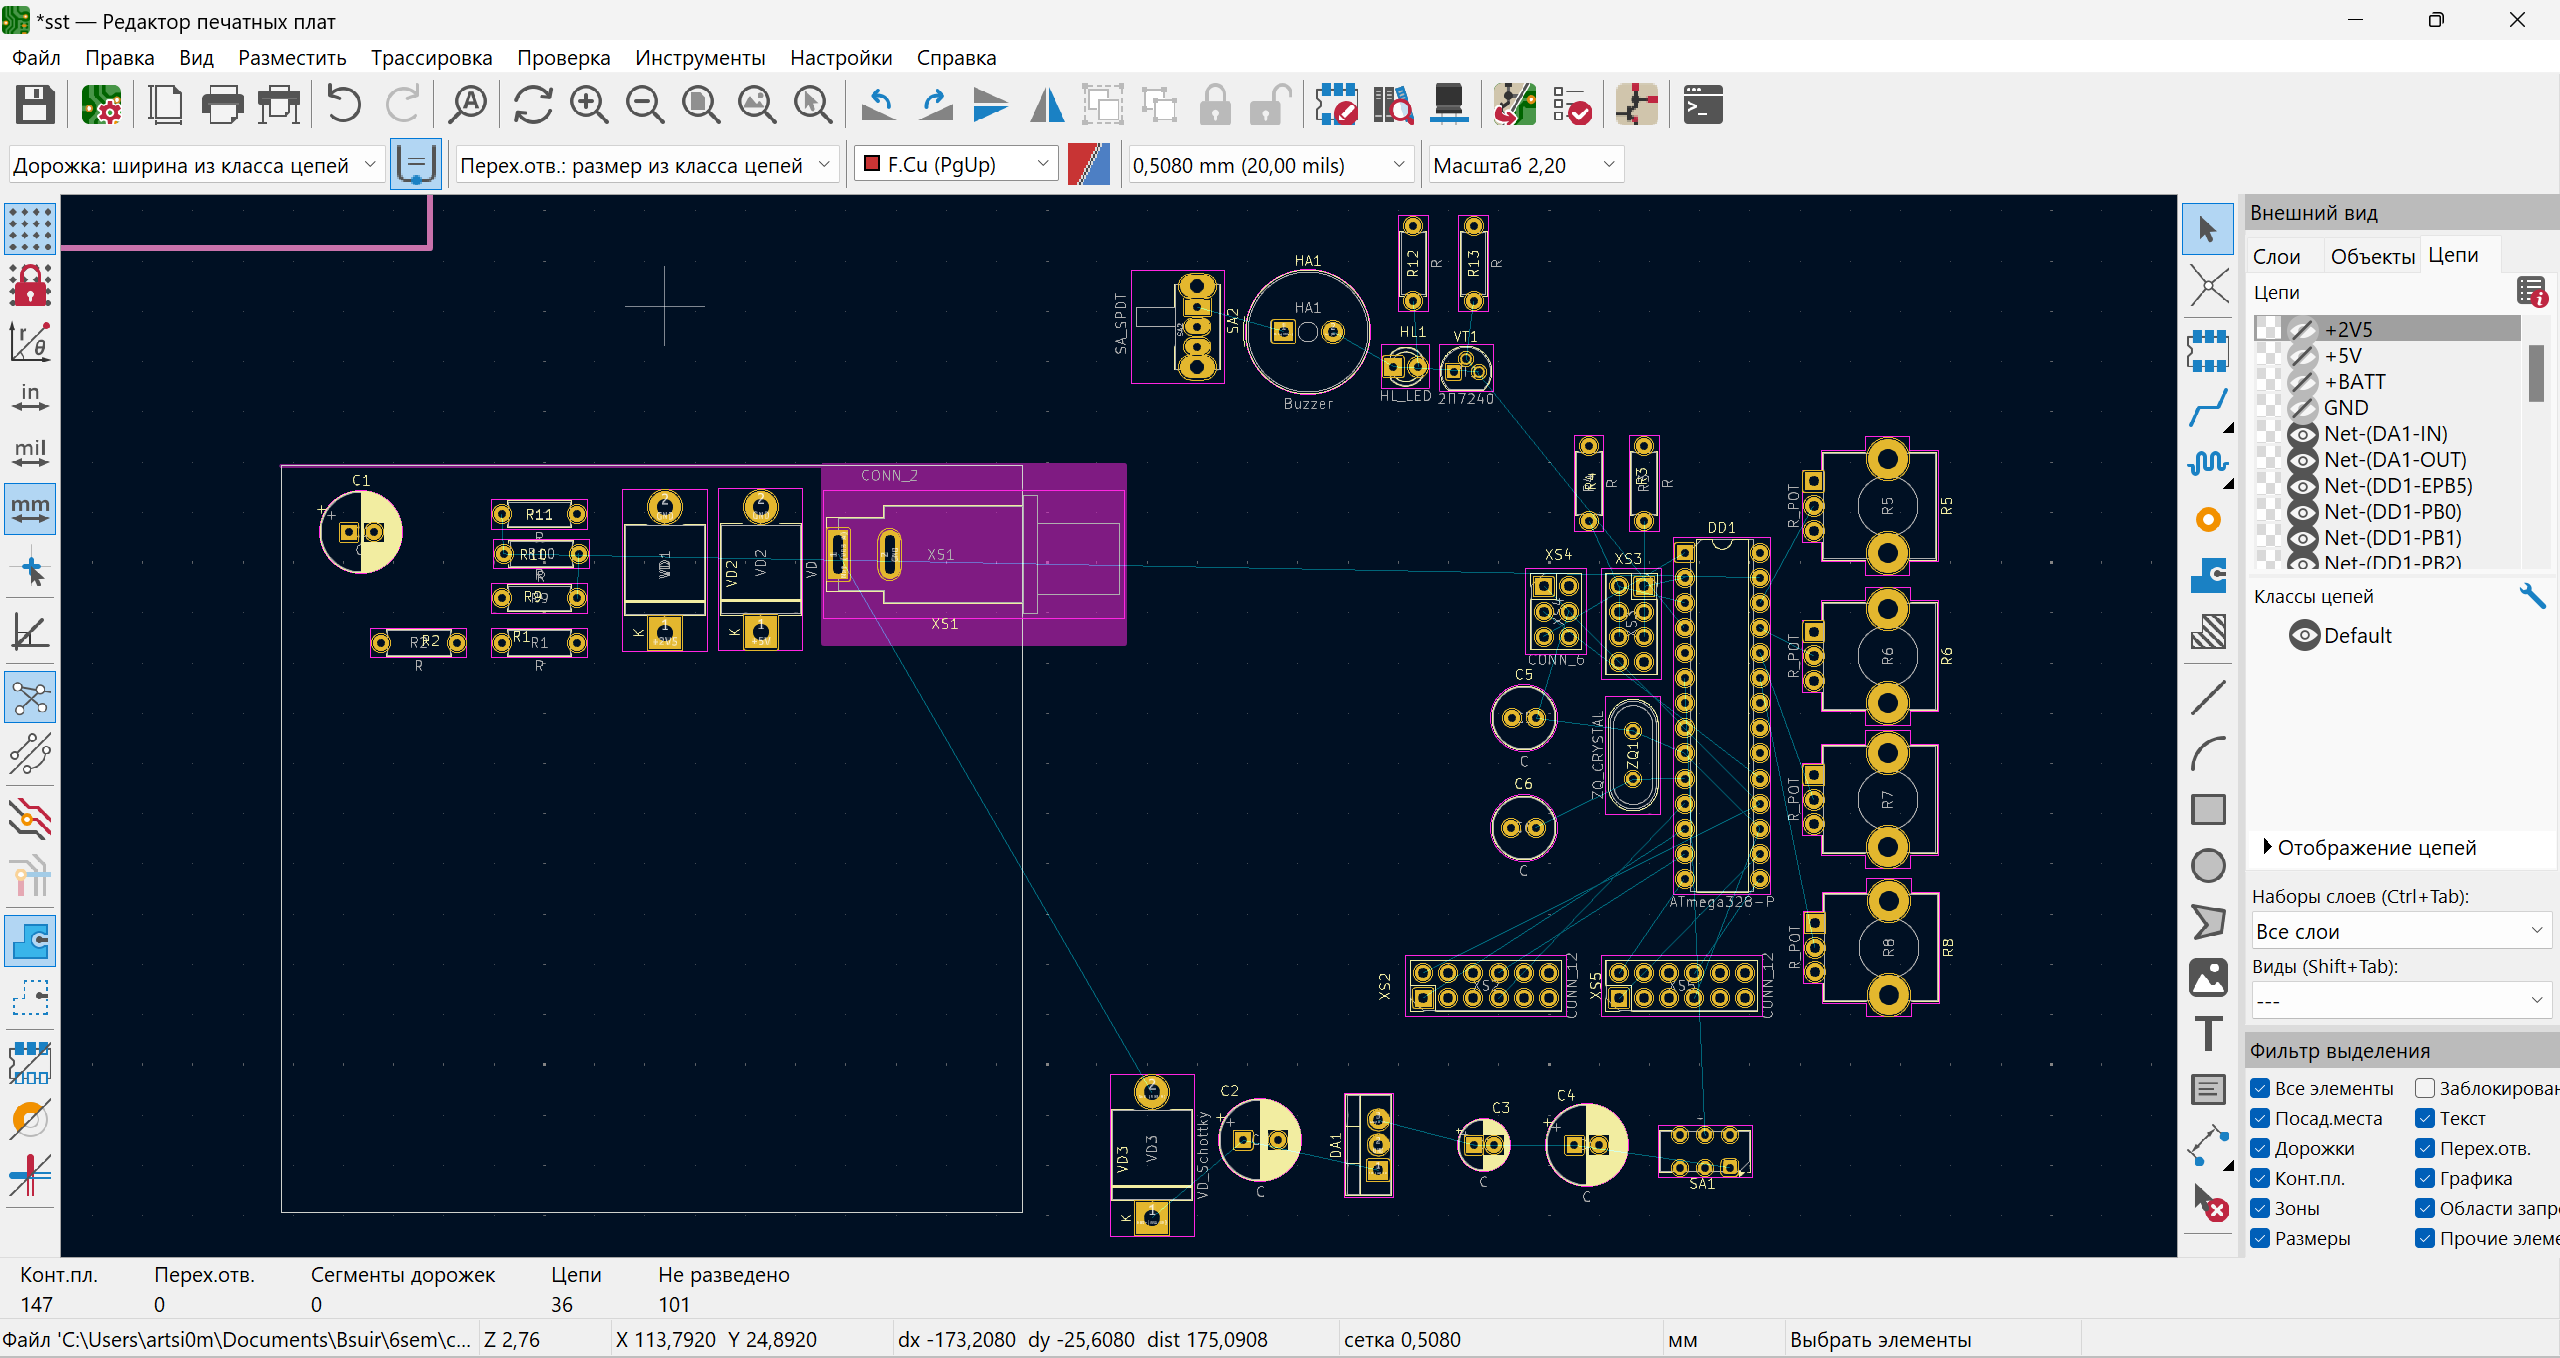 *sst — Редактор печатных плат
Файл Правка Вид Разместить Трассировка Проверка Инструменты Настройки Справка
Дорожка: ширина из класса цепей
Перех.отв.: размер из класса цепей
F.Cu (PgUp)
0,5080 mm (20,00 mils)
Масштаб 2,20
in
mil
mm
SA_SPDT
SA2
HA1
HA1
Buzzer
R12
R
R13
R
HL1
HL_LED
VT1
2П7240
C1
R11
R10
R9
R2
R
R1
R1
R
VD1
K
VD2
VD2
K
CONN_2
XS1
XS1
R4
R
R3
R
XS4
CONN_6
XS3
DD1
ATmega328-P
C5
C
C6
C
ZQ_CRYSTAL
ZQ1
R_POT
R5
R5
R_POT
R6
R6
R_POT
R7
R7
R_POT
R8
R8
XS2
CONN_12
XS5
CONN_12
VD3
VD3
VD_Schottky
K
C2
C
DA1
C3
C
C4
C
SA1
Внешний вид
Слои Объекты Цепи
Цепи
+2V5
+5V
+BATT
GND
Net-(DA1-IN)
Net-(DA1-OUT)
Net-(DD1-EPB5)
Net-(DD1-PB0)
Net-(DD1-PB1)
Net-(DD1-PB2)
Классы цепей
Default
Отображение цепей
Наборы слоев (Ctrl+Tab):
Все слои
Виды (Shift+Tab):
---
Фильтр выделения
Все элементы Заблокирован
Посад.места Текст
Дорожки Перех.отв.
Конт.пл. Графика
Зоны Области запр
Размеры Прочие элеме
Конт.пл. Перех.отв. Сегменты дорожек Цепи Не разведено
147 0 0 36 101
Файл 'C:\Users\artsi0m\Documents\Bsuir\6sem\c... Z 2,76 X 113,7920 Y 24,8920 dx -173,2080 dy -25,6080 dist 175,0908 сетка 0,5080 мм Выбрать элементы